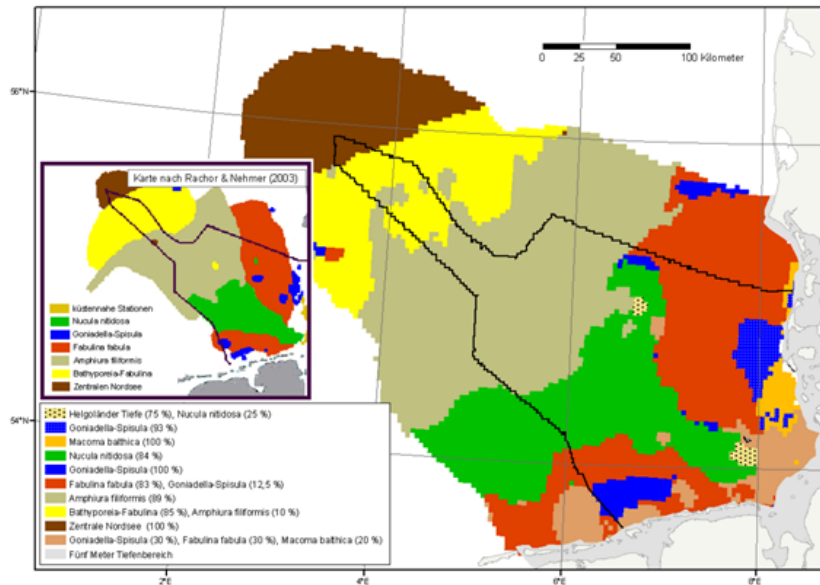 56°N
0 25 50 100 Kilometer
Karte nach Rachor & Nehmer (2003)
küstennahe Stationen
Nucula nitidosa
Goniadella-Spisula
Fabulina fabula
Amphiura filiformis
Bathyporeia-Fabulina
Zentralen Nordsee
54°N
Helgoländer Tiefe (75 %), Nucula nitidosa (25 %)
Goniadella-Spisula (93 %)
Macoma balthica (100 %)
Nucula nitidosa (84 %)
Goniadella-Spisula (100 %)
Fabulina fabula (83 %), Goniadella-Spisula (12,5 %)
Amphiura filiformis (89 %)
Bathyporeia-Fabulina (85 %), Amphiura filiformis (10 %)
Zentrale Nordsee (100 %)
Goniadella-Spisula (30 %), Fabulina fabula (30 %), Macoma balthica (20 %)
Fünf Meter Tiefenbereich
2°E 4°E 6°E 8°E